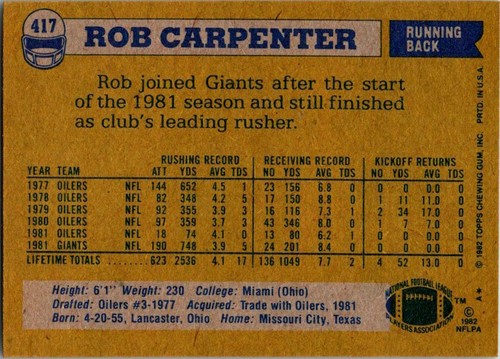 417
ROB CARPENTER
RUNNING BACK
Rob joined Giants after the start
of the 1981 season and still finished
as club's leading rusher.
RUSHING RECORD RECEIVING RECORD KICKOFF RETURNS
YEAR TEAM ATT YDS AVG TDS NO YDS AVG TDS NO YDS AVG TDS
1977 OILERS NFL 144 652 4.5 1 23 156 6.8 0 0 0 0.0 0
1978 OILERS NFL 82 348 4.2 5 17 150 8.8 0 1 11 11.0 0
1979 OILERS NFL 92 355 3.9 3 16 116 7.3 1 2 34 17.0 0
1980 OILERS NFL 97 359 3.7 3 43 346 8.0 0 1 7 7.0 0
1981 OILERS NFL 18 74 4.1 0 13 80 6.2 1 0 0 0.0 0
1981 GIANTS NFL 190 748 3.9 5 24 201 8.4 0 0 0 0.0 0
LIFETIME TOTALS 623 2536 4.1 17 136 1049 7.7 2 4 52 13.0 0
Height: 6'1" Weight: 230 College: Miami (Ohio)
Drafted: Oilers #3-1977 Acquired: Trade with Oilers, 1981
Born: 4-20-55, Lancaster, Ohio Home: Missouri City, Texas
NATIONAL FOOTBALL LEAGUE
PLAYERS ASSOCIATION
TM
© 1982
NFLPA
A*
© 1982 TOPPS CHEWING GUM, INC. PRTD. IN U.S.A.